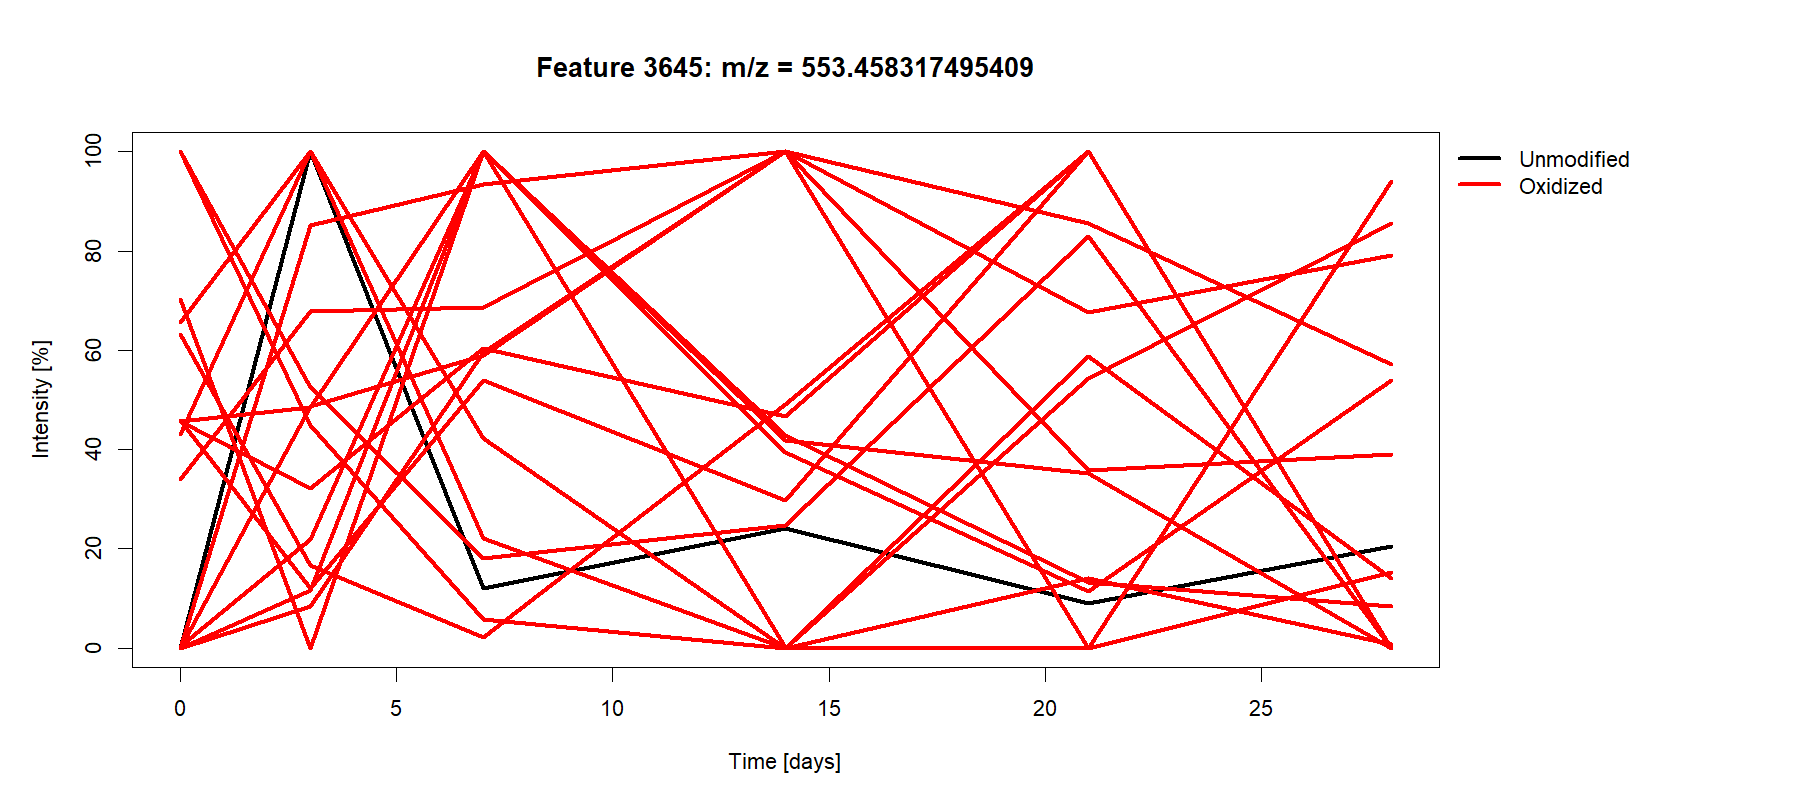 Feature 3645: m/z = 553.458317495409
Unmodified
Oxidized
Intensity [%]
100
80
60
40
20
0
0 5 10 15 20 25
Time [days]